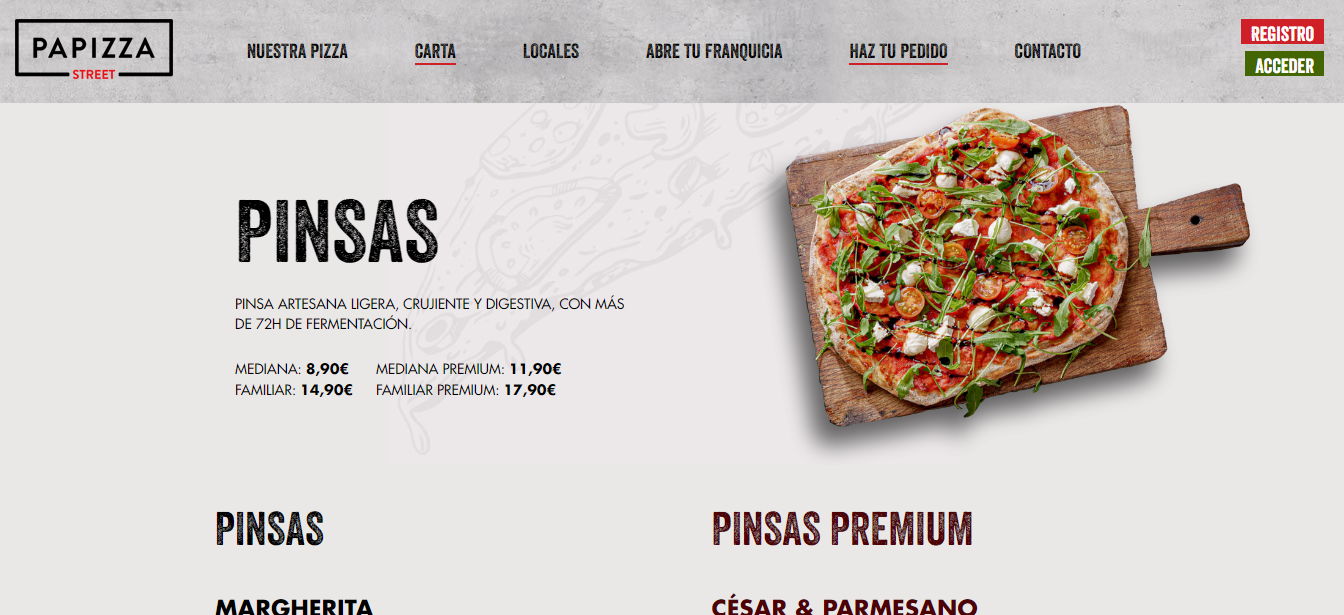 PAPIZZA
STREET
NUESTRA PIZZA
CARTA
LOCALES
ABRE TU FRANQUICIA
HAZ TU PEDIDO
CONTACTO
REGISTRO
ACCEDER
PINSAS
PINSA ARTESANA LIGERA, CRUJIENTE Y DIGESTIVA, CON MÁS
DE 72H DE FERMENTACIÓN.
MEDIANA: 8,90€ MEDIANA PREMIUM: 11,90€
FAMILIAR: 14,90€ FAMILIAR PREMIUM: 17,90€
PINSAS
PINSAS PREMIUM
MARGHERITA
CÉSAR & PARMESANO